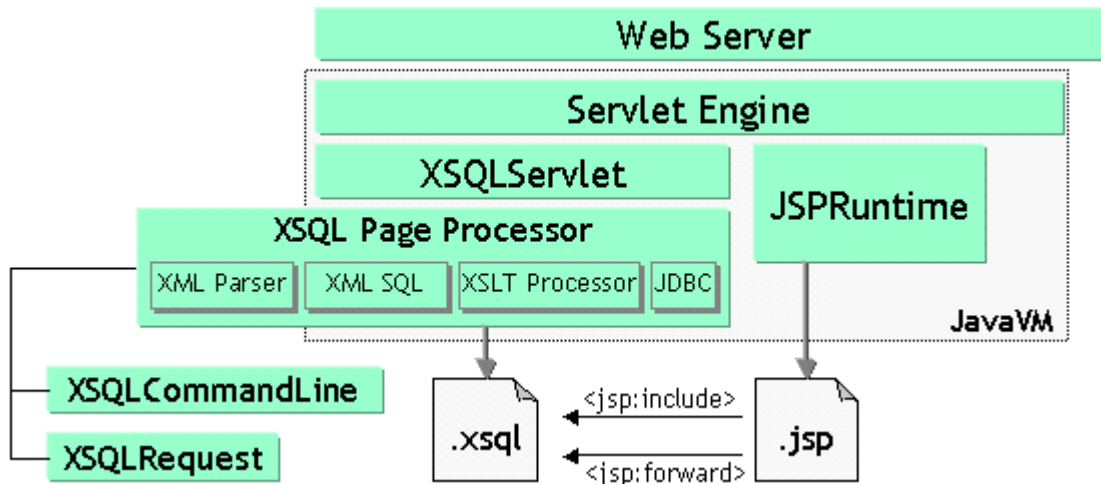 Web Server
Servlet Engine
XSQLServlet
JSPRuntime
XSQL Page Processor
XML Parser
XML SQL
XSLT Processor
JDBC
JavaVM
XSQLCommandLine
XSQLRequest
.xsql
<jsp:include>
<jsp:forward>
.jsp